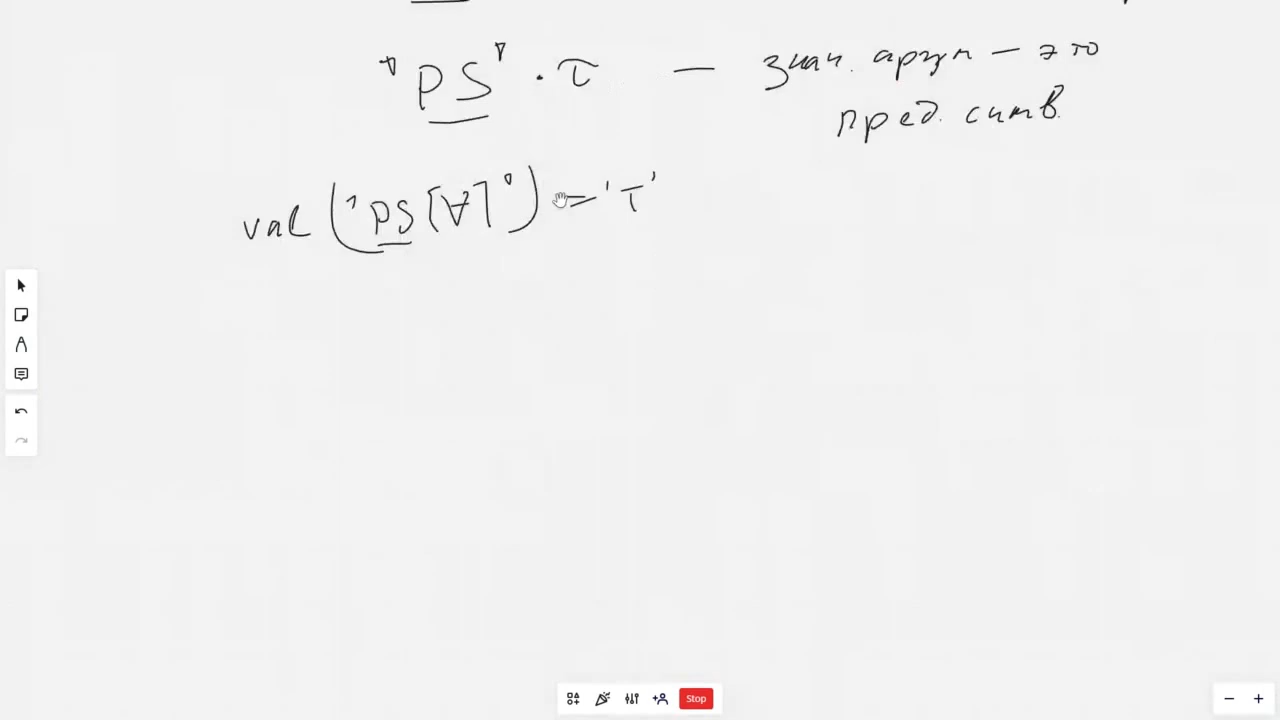 'PS' · τ — знач. аргум — это
пред. симв.
val ('PS[∀]') = 'T'
Stop